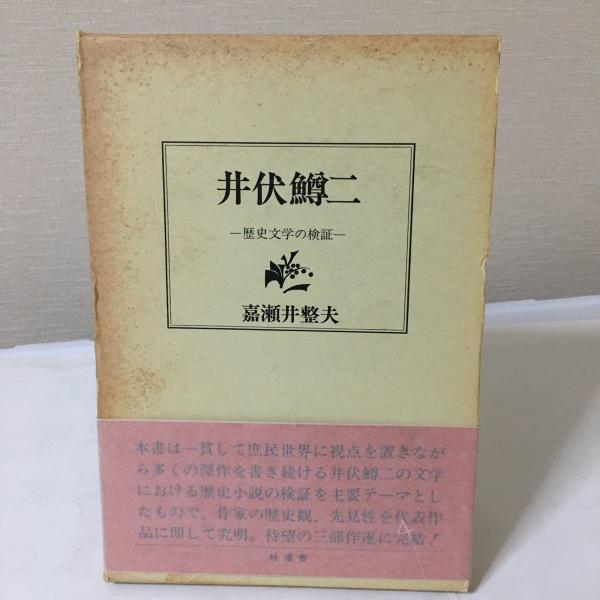 井伏鱒二
―歴史文学の検証―
嘉瀬井整夫
本書は一貫して庶民世界に視点を置きなが
ら多くの傑作を書き続ける井伏鱒二の文学
における歴史小説の検証を主要テーマとし
たもので、作家の歴史観、先見性を代表作
品に即して究明。待望の三部作遂に完結!
林道舎